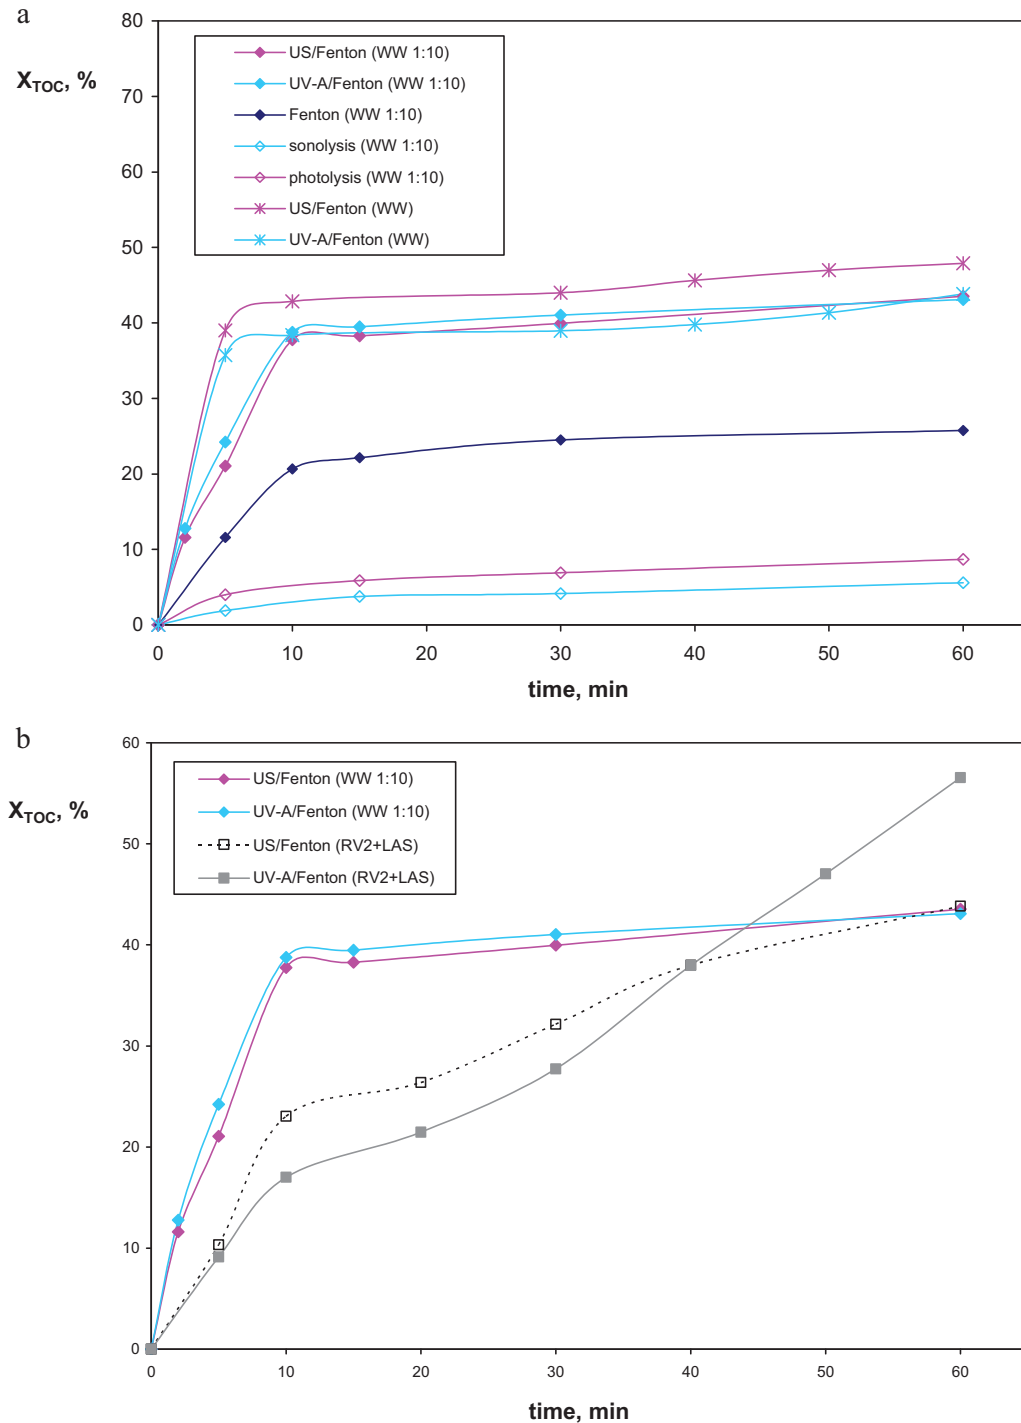 a
X_TOC, %
80
70
60
50
40
30
20
10
0
US/Fenton (WW 1:10)
UV-A/Fenton (WW 1:10)
Fenton (WW 1:10)
sonolysis (WW 1:10)
photolysis (WW 1:10)
US/Fenton (WW)
UV-A/Fenton (WW)
0 10 20 30 40 50 60
time, min
b
X_TOC, %
60
50
40
30
20
10
0
US/Fenton (WW 1:10)
UV-A/Fenton (WW 1:10)
US/Fenton (RV2+LAS)
UV-A/Fenton (RV2+LAS)
0 10 20 30 40 50 60
time, min